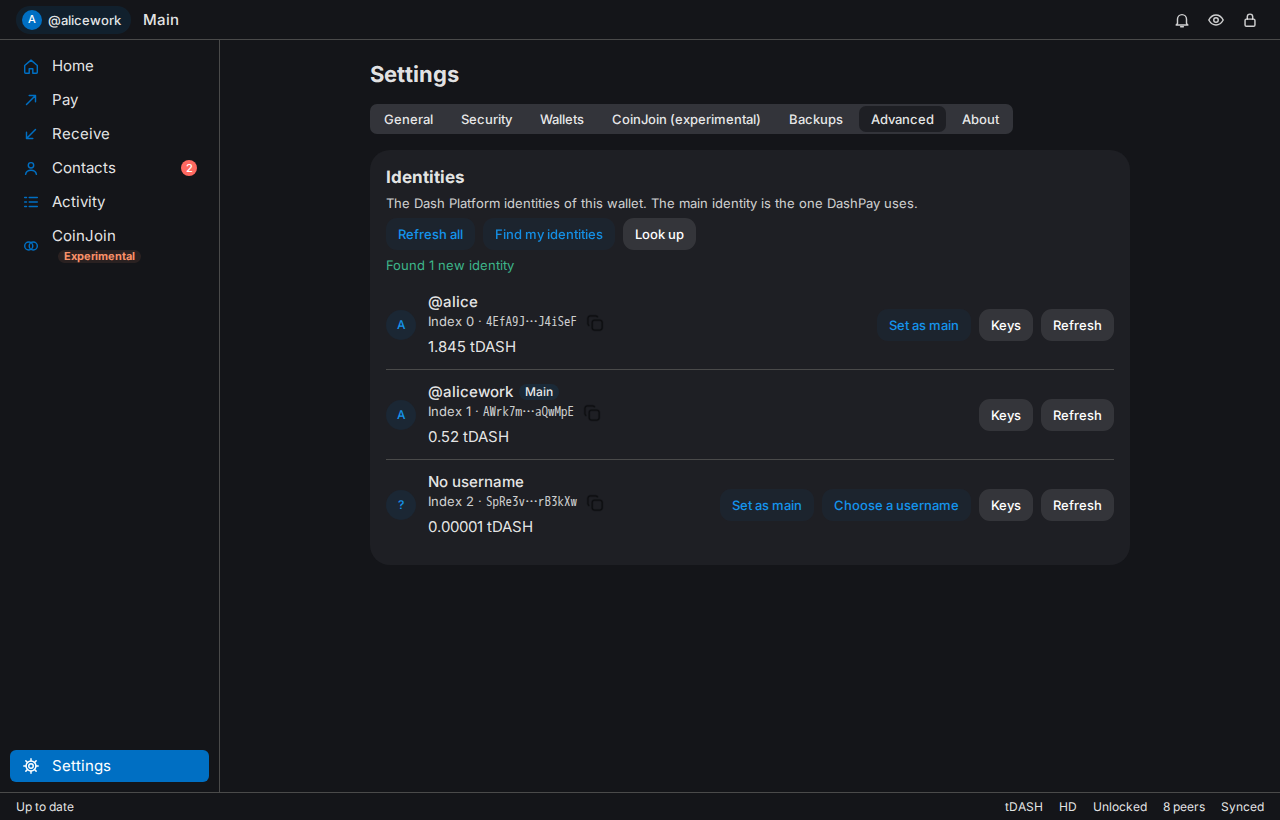 A @alicework Main
Home
Pay
Receive
Contacts 2
Activity
CoinJoin
Experimental
Settings
Settings
General Security Wallets CoinJoin (experimental) Backups Advanced About
Identities
The Dash Platform identities of this wallet. The main identity is the one DashPay uses.
Refresh all Find my identities Look up
Found 1 new identity
@alice
A Index 0 · 4EfA9J···J4iSeF Set as main Keys Refresh
1.845 tDASH
@alicework Main
A Index 1 · AWrk7m···aQwMpE Keys Refresh
0.52 tDASH
No username
? Index 2 · SpRe3v···rB3kXw Set as main Choose a username Keys Refresh
0.00001 tDASH
Up to date tDASH HD Unlocked 8 peers Synced